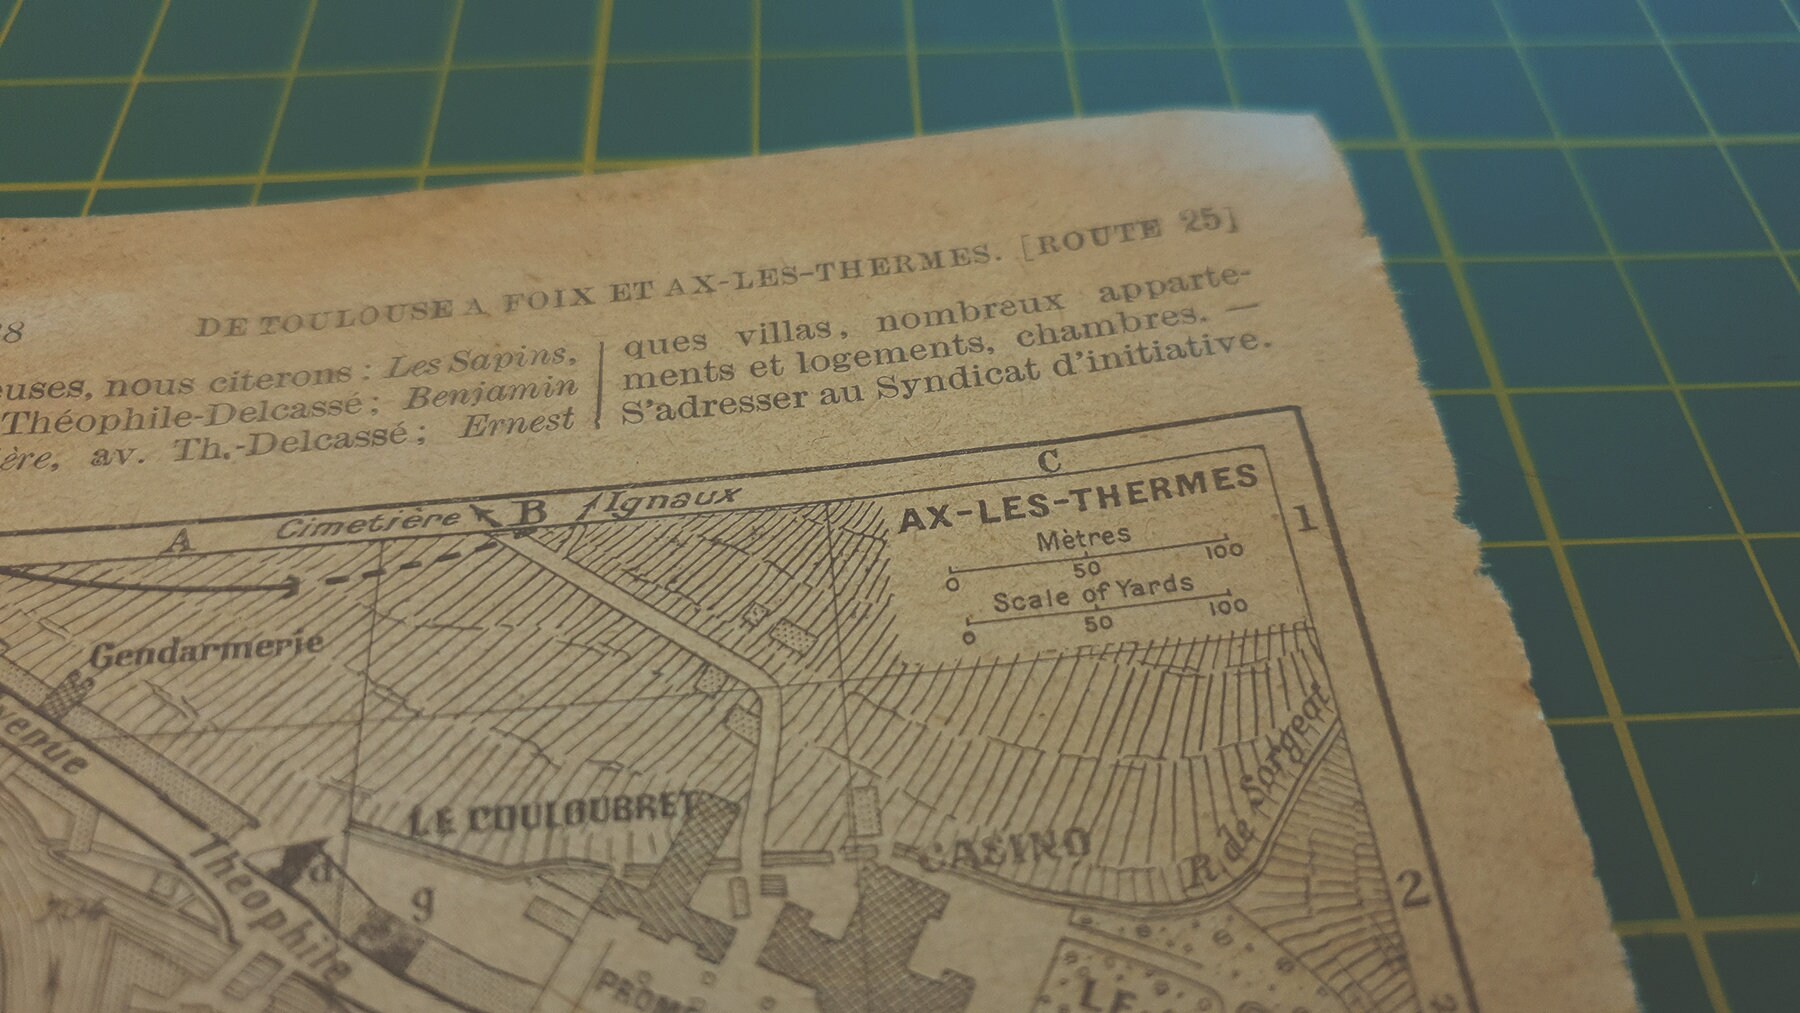 8 DE TOULOUSE A FOIX ET AX-LES-THERMES. [ROUTE 25]
euses, nous citerons : Les Sapins,
Théophile-Delcassé ; Benjamin
ère, av. Th.-Delcassé ; Ernest
ques villas, nombreux apparte-
ments et logements, chambres. —
S'adresser au Syndicat d'initiative.
A Cimetière B Ignaux C
AX-LES-THERMES
Mètres
0 50 100
Scale of Yards
0 50 100
1
Gendarmerie
venue
Théophile
LE COULOUBRET
CASINO
R. de Sorgeat
2
d
g
PROME
LE